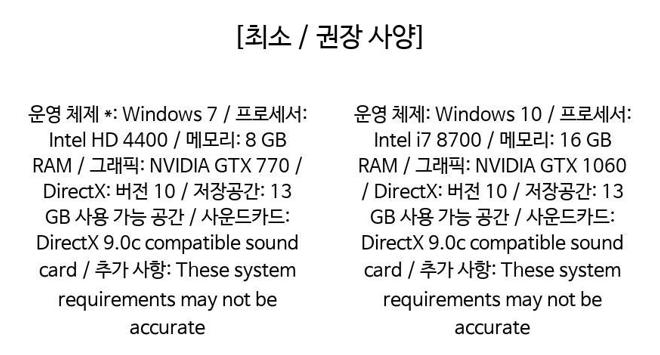 [최소 / 권장 사양]
운영 체제 *: Windows 7 / 프로세서:
Intel HD 4400 / 메모리: 8 GB
RAM / 그래픽: NVIDIA GTX 770 /
DirectX: 버전 10 / 저장공간: 13
GB 사용 가능 공간 / 사운드카드:
DirectX 9.0c compatible sound
card / 추가 사항: These system
requirements may not be
accurate
운영 체제: Windows 10 / 프로세서:
Intel i7 8700 / 메모리: 16 GB
RAM / 그래픽: NVIDIA GTX 1060
/ DirectX: 버전 10 / 저장공간: 13
GB 사용 가능 공간 / 사운드카드:
DirectX 9.0c compatible sound
card / 추가 사항: These system
requirements may not be
accurate